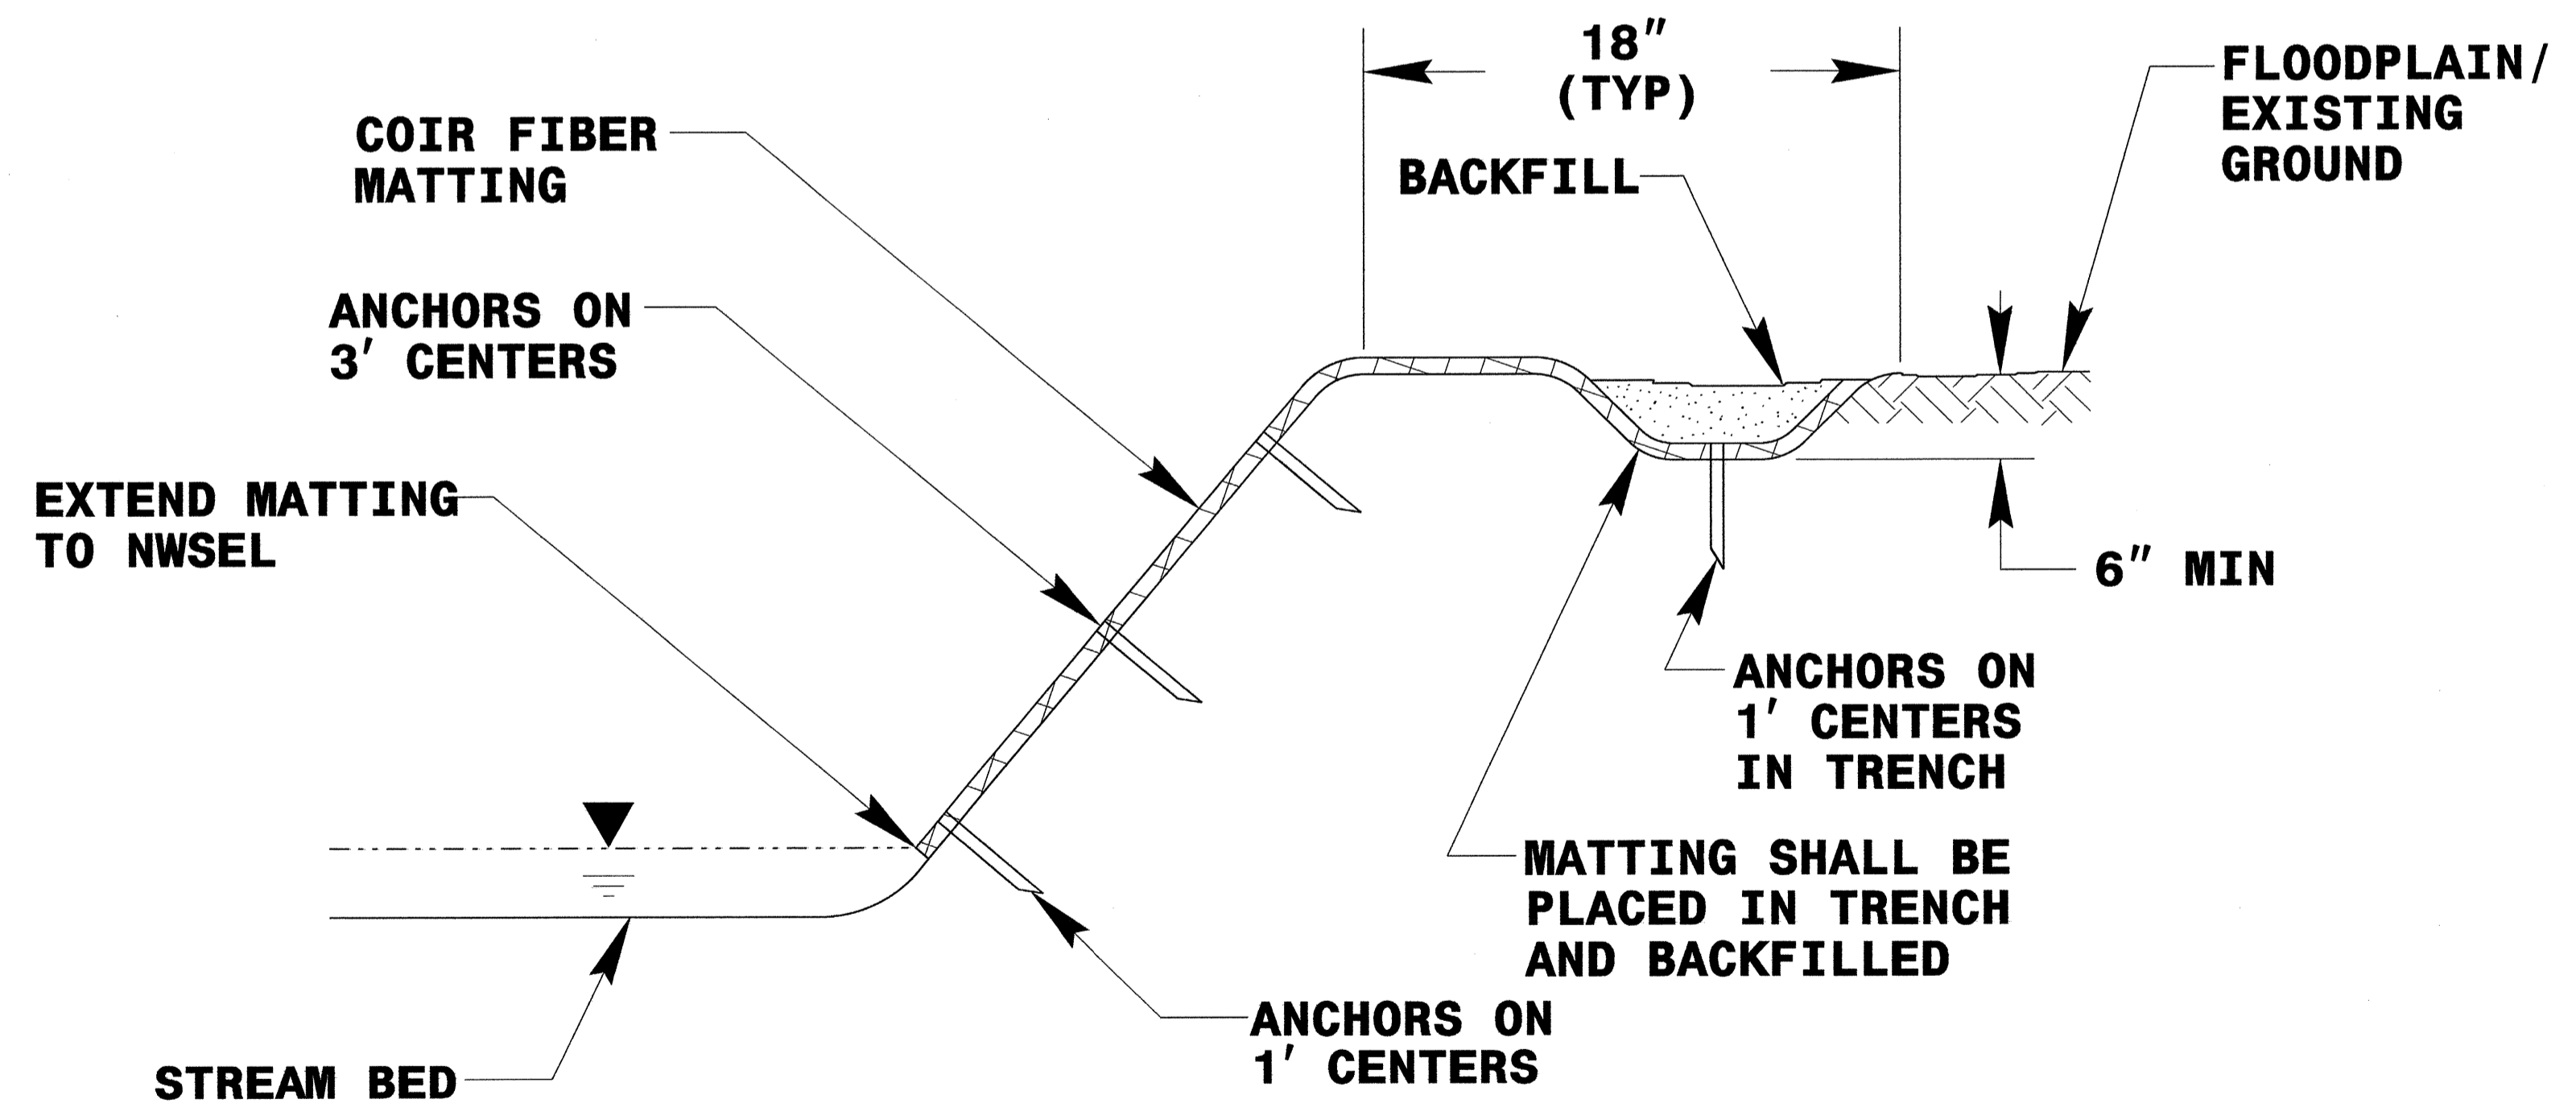 18"
(TYP)
FLOODPLAIN/
EXISTING
GROUND
COIR FIBER
MATTING
BACKFILL
ANCHORS ON
3' CENTERS
EXTEND MATTING
TO NWSEL
6" MIN
ANCHORS ON
1' CENTERS
IN TRENCH
MATTING SHALL BE
PLACED IN TRENCH
AND BACKFILLED
ANCHORS ON
1' CENTERS
STREAM BED